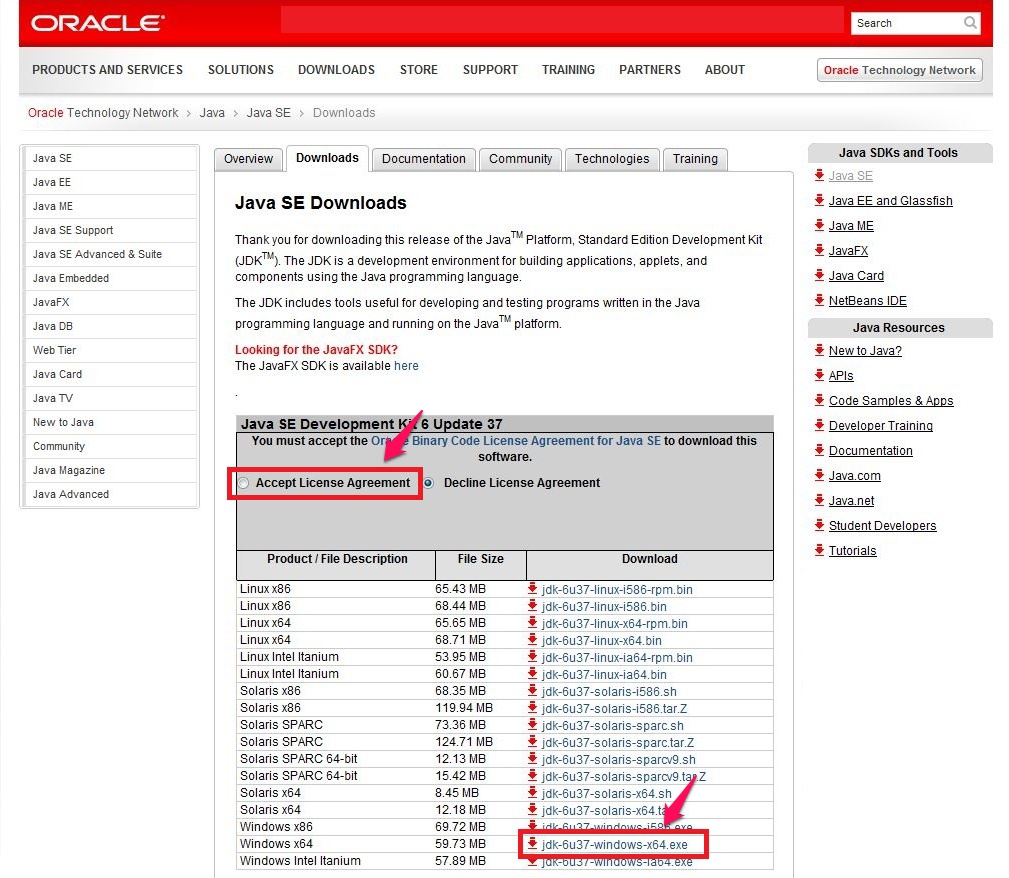 ORACLE
Search
PRODUCTS AND SERVICES SOLUTIONS DOWNLOADS STORE SUPPORT TRAINING PARTNERS ABOUT
Oracle Technology Network
Oracle Technology Network > Java > Java SE > Downloads
Java SE
Java EE
Java ME
Java SE Support
Java SE Advanced & Suite
Java Embedded
JavaFX
Java DB
Web Tier
Java Card
Java TV
New to Java
Community
Java Magazine
Java Advanced
Overview Downloads Documentation Community Technologies Training
Java SE Downloads
Thank you for downloading this release of the Java™ Platform, Standard Edition Development Kit
(JDK™). The JDK is a development environment for building applications, applets, and
components using the Java programming language.
The JDK includes tools useful for developing and testing programs written in the Java
programming language and running on the Java™ platform.
Looking for the JavaFX SDK?
The JavaFX SDK is available here
.
Java SE Development Kit 6 Update 37
You must accept the Oracle Binary Code License Agreement for Java SE to download this
software.
Accept License Agreement Decline License Agreement
Product / File Description File Size Download
Linux x86 65.43 MB jdk-6u37-linux-i586-rpm.bin
Linux x86 68.44 MB jdk-6u37-linux-i586.bin
Linux x64 65.65 MB jdk-6u37-linux-x64-rpm.bin
Linux x64 68.71 MB jdk-6u37-linux-x64.bin
Linux Intel Itanium 53.95 MB jdk-6u37-linux-ia64-rpm.bin
Linux Intel Itanium 60.67 MB jdk-6u37-linux-ia64.bin
Solaris x86 68.35 MB jdk-6u37-solaris-i586.sh
Solaris x86 119.94 MB jdk-6u37-solaris-i586.tar.Z
Solaris SPARC 73.36 MB jdk-6u37-solaris-sparc.sh
Solaris SPARC 124.71 MB jdk-6u37-solaris-sparc.tar.Z
Solaris SPARC 64-bit 12.13 MB jdk-6u37-solaris-sparcv9.sh
Solaris SPARC 64-bit 15.42 MB jdk-6u37-solaris-sparcv9.tar.Z
Solaris x64 8.45 MB jdk-6u37-solaris-x64.sh
Solaris x64 12.18 MB
Windows x86 69.72 MB jdk-6u37-windows-i586.exe
Windows x64 59.73 MB jdk-6u37-windows-x64.exe
Windows Intel Itanium 57.89 MB jdk-6u37-windows-ia64.exe
Java SDKs and Tools
Java SE
Java EE and Glassfish
Java ME
JavaFX
Java Card
NetBeans IDE
Java Resources
New to Java?
APIs
Code Samples & Apps
Developer Training
Documentation
Java.com
Java.net
Student Developers
Tutorials